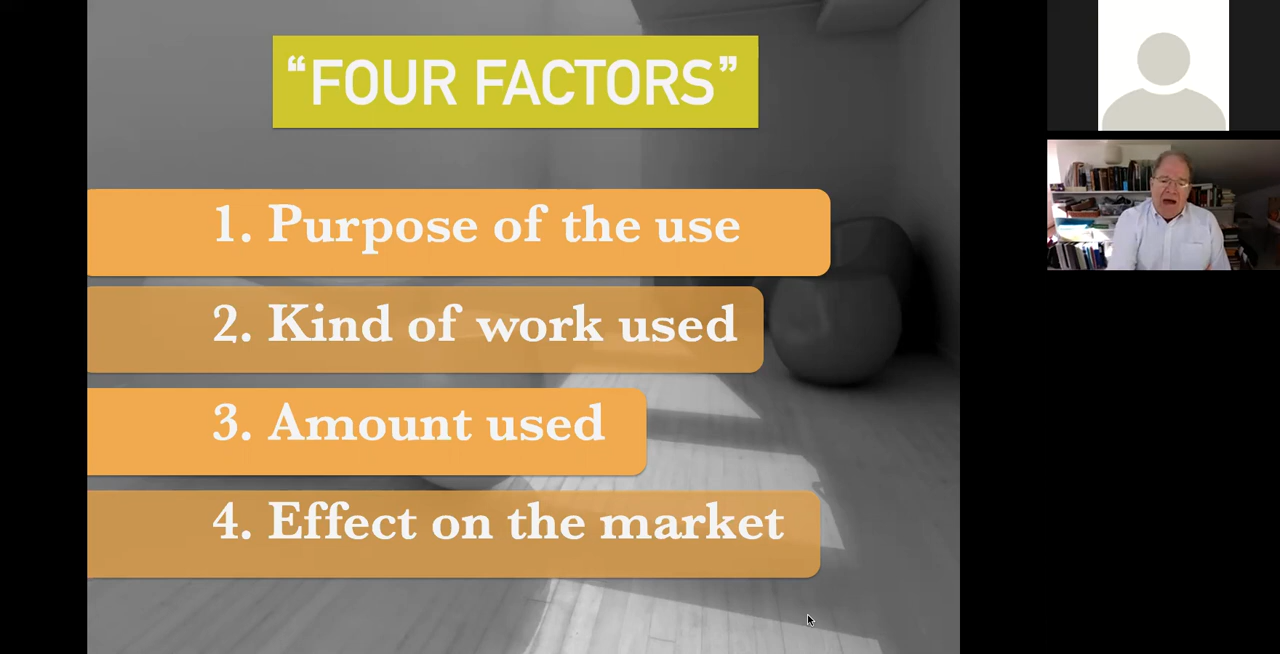 “FOUR FACTORS”
1. Purpose of the use
2. Kind of work used
3. Amount used
4. Effect on the market